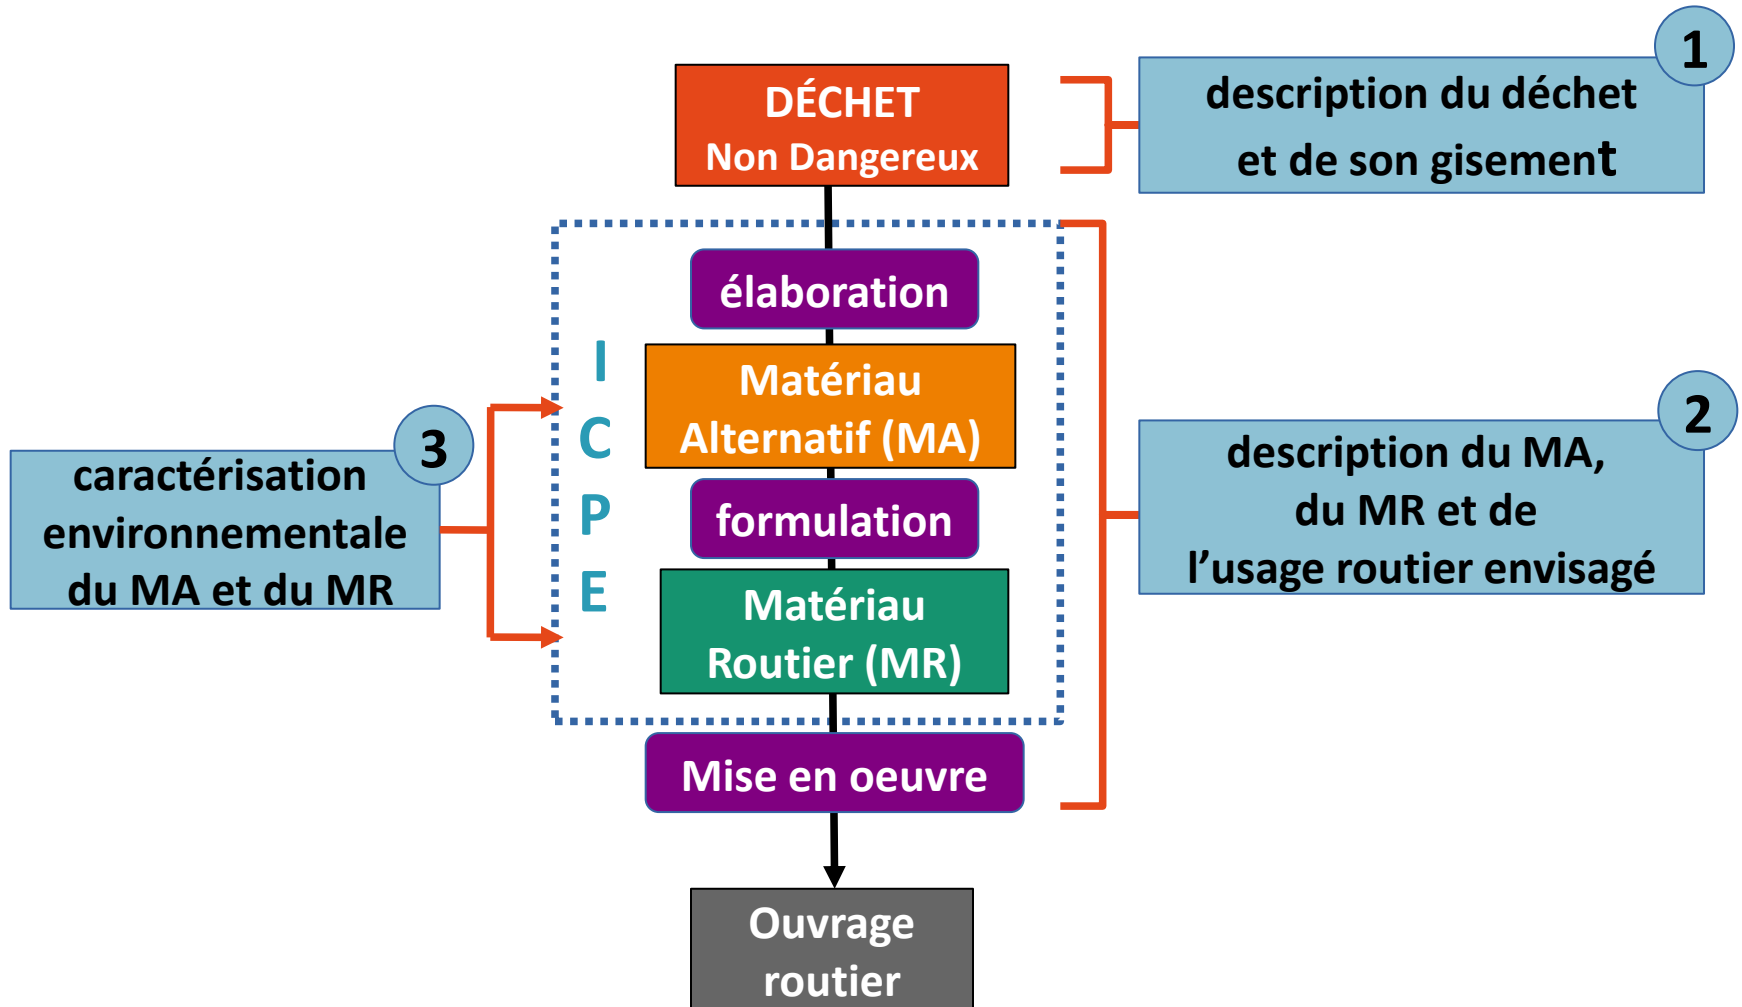 1
DÉCHET
Non Dangereux
description du déchet
et de son gisement
élaboration
I
C
P
E
Matériau
Alternatif (MA)
3
caractérisation
environnementale
du MA et du MR
2
description du MA,
du MR et de
l'usage routier envisagé
formulation
Matériau
Routier (MR)
Mise en oeuvre
Ouvrage
routier